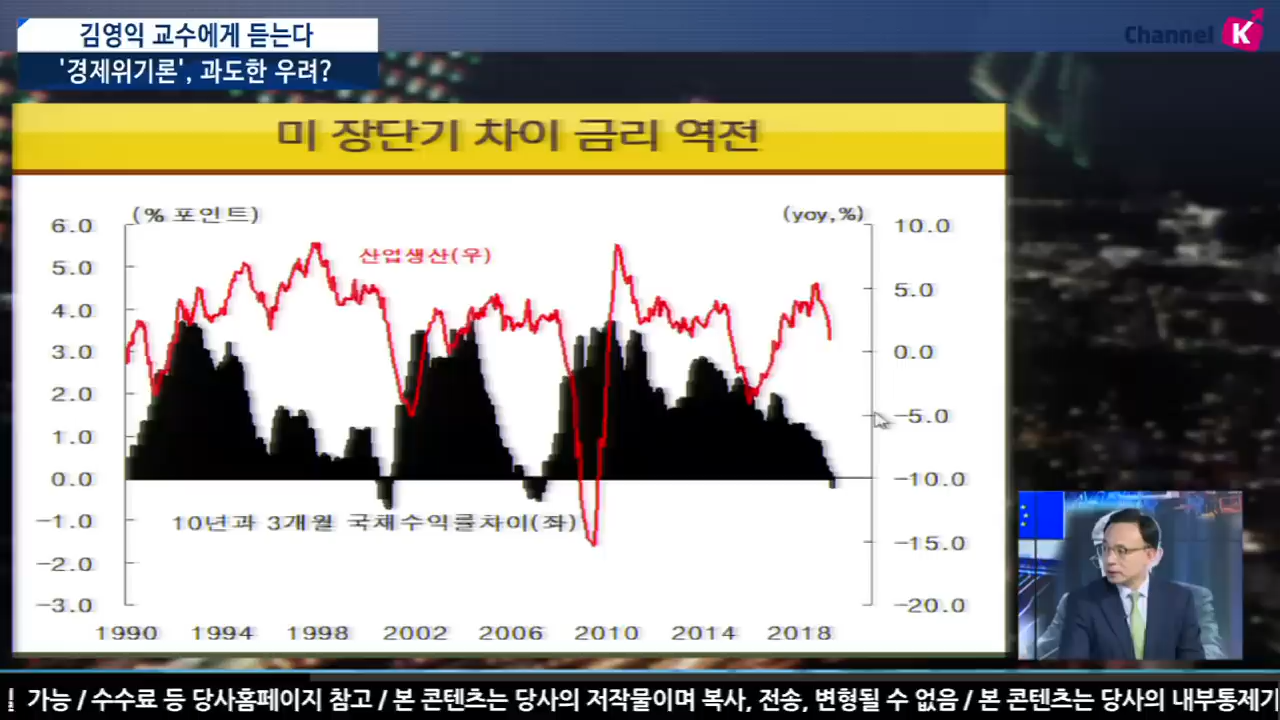 김영익 교수에게 듣는다
'경제위기론', 과도한 우려?
Channel K
미 장단기 차이 금리 역전
(% 포인트)
(yoy,%)
산업생산(우)
10년과 3개월 국채수익률차이(좌)
6.0
5.0
4.0
3.0
2.0
1.0
0.0
-1.0
-2.0
-3.0
10.0
5.0
0.0
-5.0
-10.0
-15.0
-20.0
1990 1994 1998 2002 2006 2010 2014 2018
가능 / 수수료 등 당사홈페이지 참고 / 본 콘텐츠는 당사의 저작물이며 복사, 전송, 변형될 수 없음 / 본 콘텐츠는 당사의 내부통제기